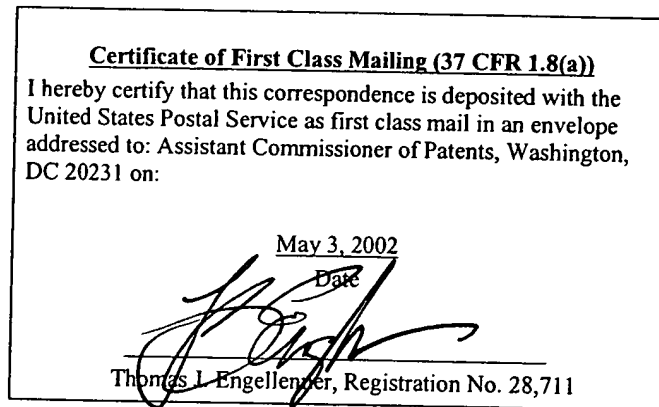 Certificate of First Class Mailing (37 CFR 1.8(a))
I hereby certify that this correspondence is deposited with the
United States Postal Service as first class mail in an envelope
addressed to: Assistant Commissioner of Patents, Washington,
DC 20231 on:
May 3, 2002
Date
Thomas J. Engellenner, Registration No. 28,711